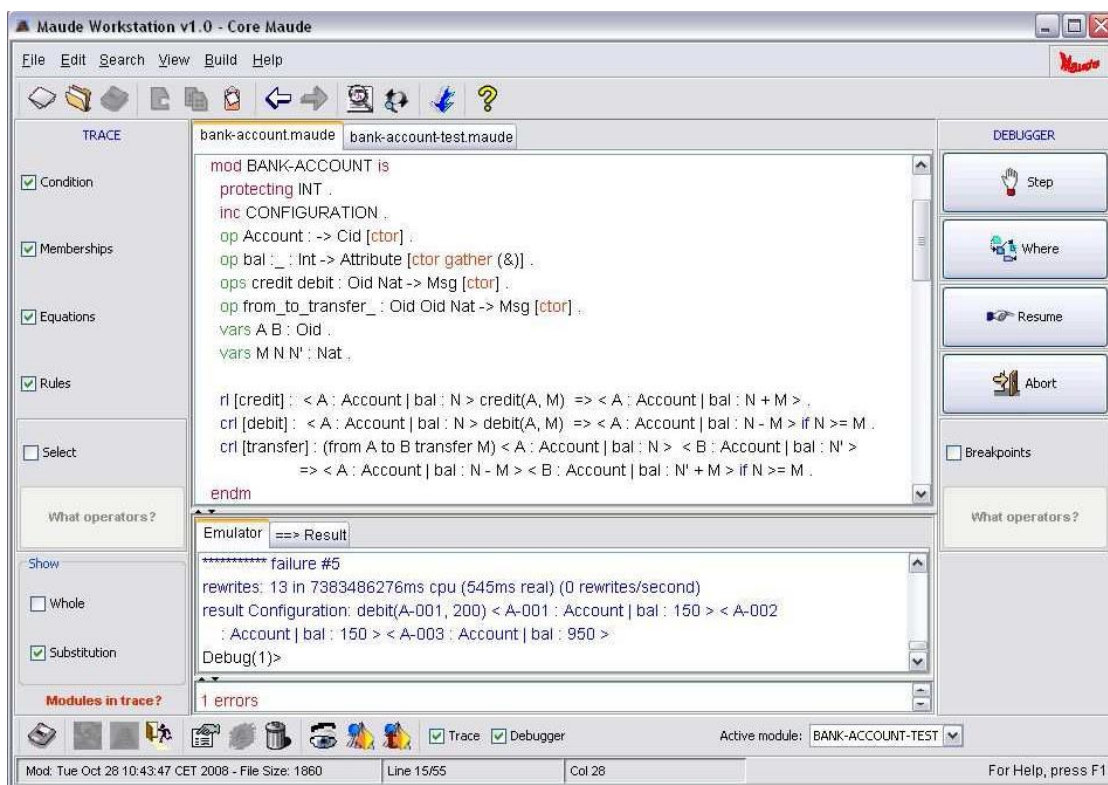 Maude Workstation v1.0 - Core Maude
File Edit Search View Build Help
Maude
TRACE
Condition
Memberships
Equations
Rules
Select
What operators?
Show
Whole
Substitution
Modules in trace?
bank-account.maude bank-account-test.maude
mod BANK-ACCOUNT is
protecting INT .
inc CONFIGURATION .
op Account : -> Cid [ctor] .
op bal :_ : Int -> Attribute [ctor gather (&)] .
ops credit debit : Oid Nat -> Msg [ctor] .
op from_to_transfer_ : Oid Oid Nat -> Msg [ctor] .
vars A B : Oid .
vars M N N' : Nat .
rl [credit] : < A : Account | bal : N > credit(A, M) => < A : Account | bal : N + M > .
crl [debit] : < A : Account | bal : N > debit(A, M) => < A : Account | bal : N - M > if N >= M .
crl [transfer] : (from A to B transfer M) < A : Account | bal : N > < B : Account | bal : N' >
=> < A : Account | bal : N - M > < B : Account | bal : N' + M > if N >= M .
endm
Emulator ==> Result
*********** failure #5
rewrites: 13 in 7383486276ms cpu (545ms real) (0 rewrites/second)
result Configuration: debit(A-001, 200) < A-001 : Account | bal : 150 > < A-002
: Account | bal : 150 > < A-003 : Account | bal : 950 >
Debug(1)>
1 errors
DEBUGGER
Step
Where
Resume
Abort
Breakpoints
What operators?
Trace Debugger Active module: BANK-ACCOUNT-TEST
Mod: Tue Oct 28 10:43:47 CET 2008 - File Size: 1860 Line 15/55 Col 28 For Help, press F1